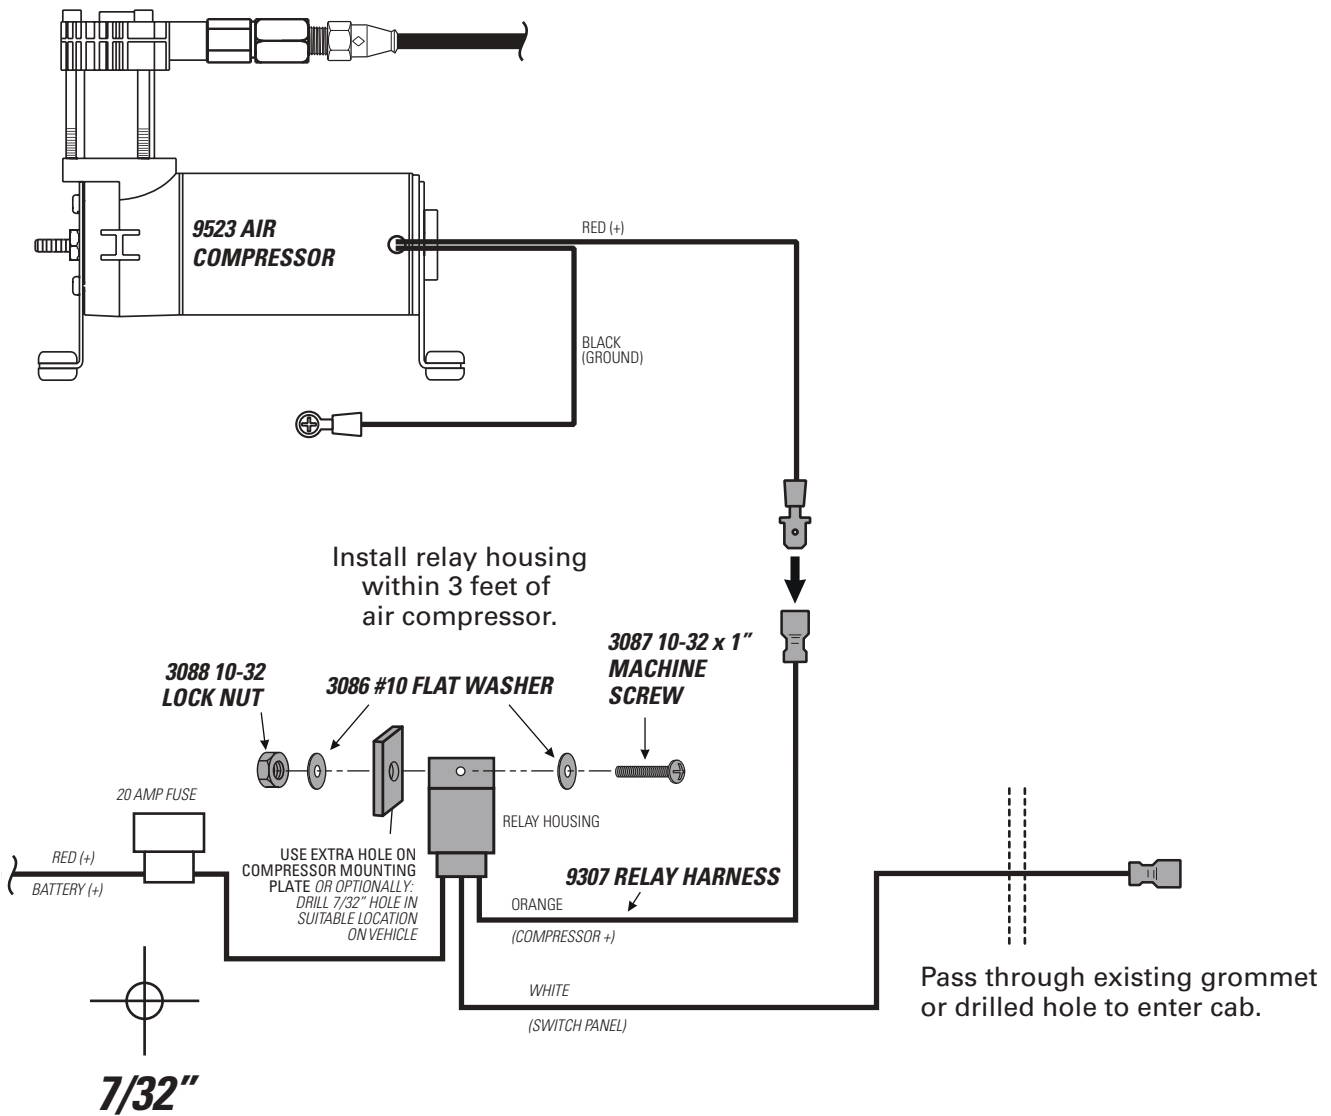 9523 AIR
COMPRESSOR
RED (+)
BLACK
(GROUND)
Install relay housing
within 3 feet of
air compressor.
3087 10-32 x 1”
MACHINE
SCREW
3088 10-32
LOCK NUT
3086 #10 FLAT WASHER
20 AMP FUSE
RELAY HOUSING
RED (+)
BATTERY (+)
USE EXTRA HOLE ON
COMPRESSOR MOUNTING
PLATE OR OPTIONALLY:
DRILL 7/32” HOLE IN
SUITABLE LOCATION
ON VEHICLE
9307 RELAY HARNESS
ORANGE
(COMPRESSOR +)
WHITE
(SWITCH PANEL)
Pass through existing grommet
or drilled hole to enter cab.
7/32”